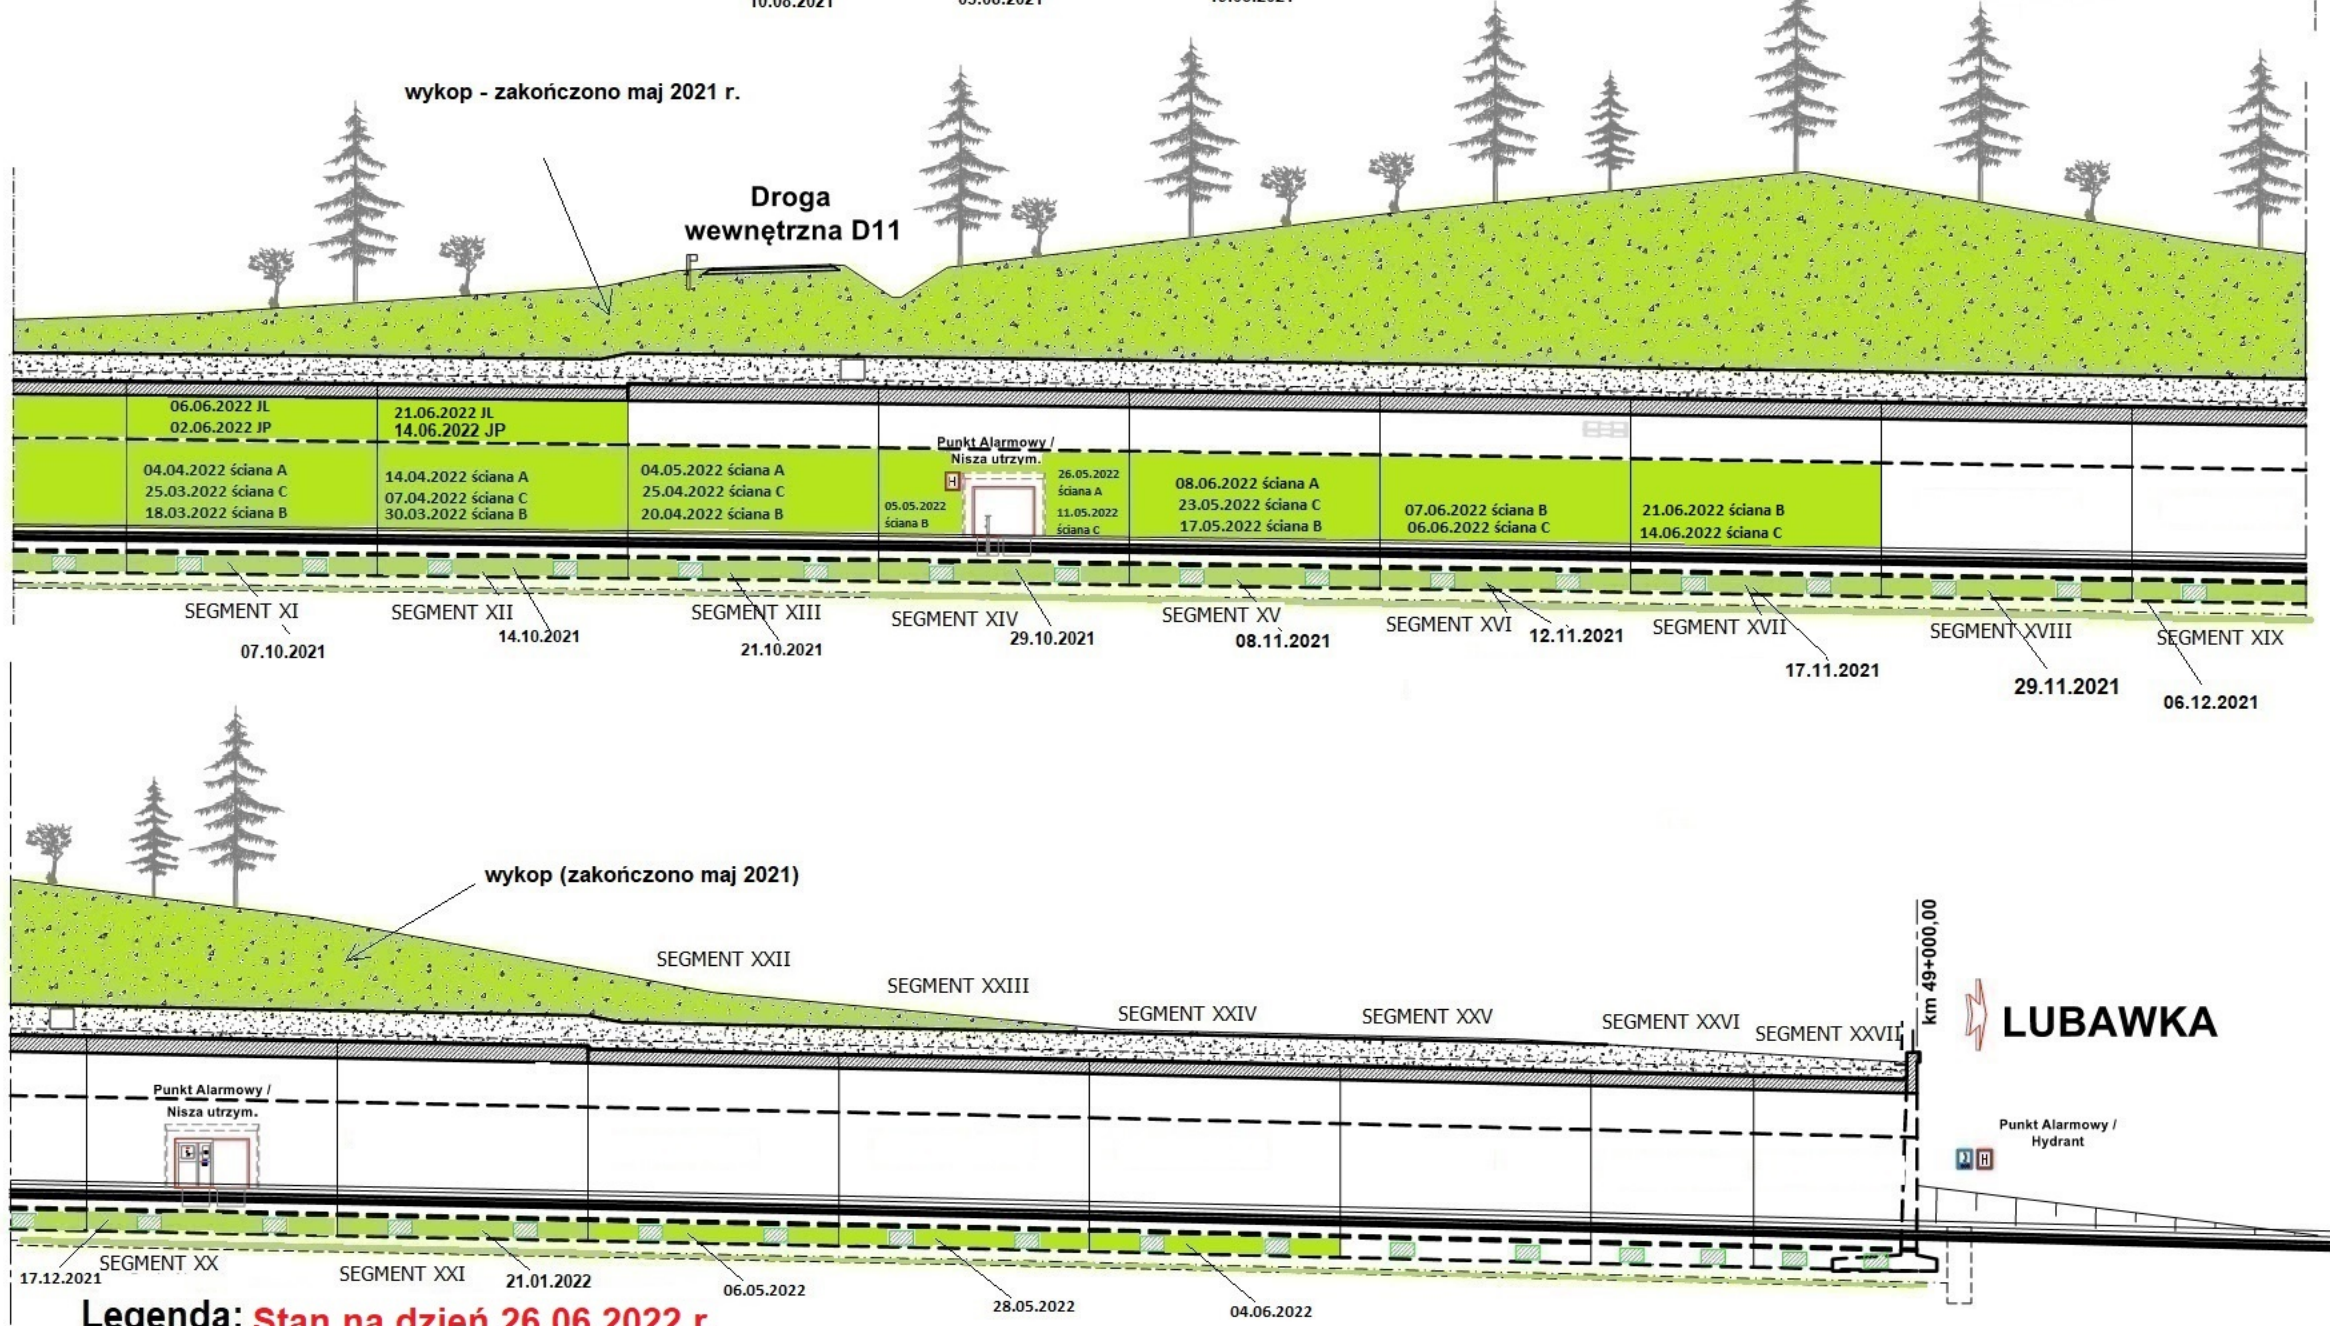 10.08.2021
wykop - zakończono maj 2021 r.
Droga
wewnętrzna D11
06.06.2022 JL
02.06.2022 JP
21.06.2022 JL
14.06.2022 JP
04.04.2022 ściana A
25.03.2022 ściana C
18.03.2022 ściana B
14.04.2022 ściana A
07.04.2022 ściana C
30.03.2022 ściana B
04.05.2022 ściana A
25.04.2022 ściana C
20.04.2022 ściana B
Punkt Alarmowy /
Nisza utrzym.
H
05.05.2022
ściana B
26.05.2022
ściana A
11.05.2022
ściana C
08.06.2022 ściana A
23.05.2022 ściana C
17.05.2022 ściana B
07.06.2022 ściana B
06.06.2022 ściana C
21.06.2022 ściana B
14.06.2022 ściana C
SEGMENT XI
SEGMENT XII
SEGMENT XIII
SEGMENT XIV
SEGMENT XV
SEGMENT XVI
SEGMENT XVII
SEGMENT XVIII
SEGMENT XIX
07.10.2021
14.10.2021
21.10.2021
29.10.2021
08.11.2021
12.11.2021
17.11.2021
29.11.2021
06.12.2021
wykop (zakończono maj 2021)
SEGMENT XXII
SEGMENT XXIII
SEGMENT XXIV
SEGMENT XXV
SEGMENT XXVI
SEGMENT XXVII
km 49+000,00
LUBAWKA
Punkt Alarmowy /
Nisza utrzym.
Punkt Alarmowy /
Hydrant
H
17.12.2021
SEGMENT XX
SEGMENT XXI
21.01.2022
06.05.2022
28.05.2022
04.06.2022
Legenda: Stan na dzień 26.06.2022 r.